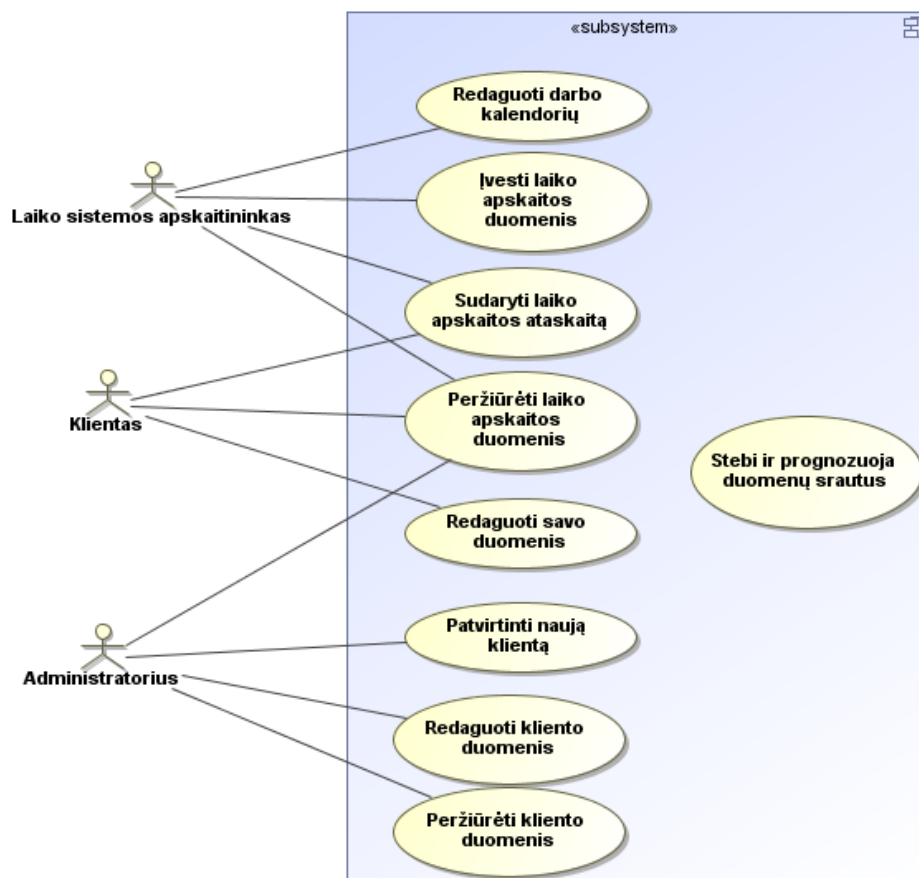 «subsystem»
Redaguoti darbo
kalendorių
Įvesti laiko
apskaitos
duomenis
Laiko sistemos apskaitininkas
Sudaryti laiko
apskaitos ataskaitą
Klientas
Peržiūrėti laiko
apskaitos
duomenis
Stebi ir prognozuoja
duomenų srautus
Redaguoti savo
duomenis
Patvirtinti naują
klientą
Administratorius
Redaguoti kliento
duomenis
Peržiūrėti kliento
duomenis